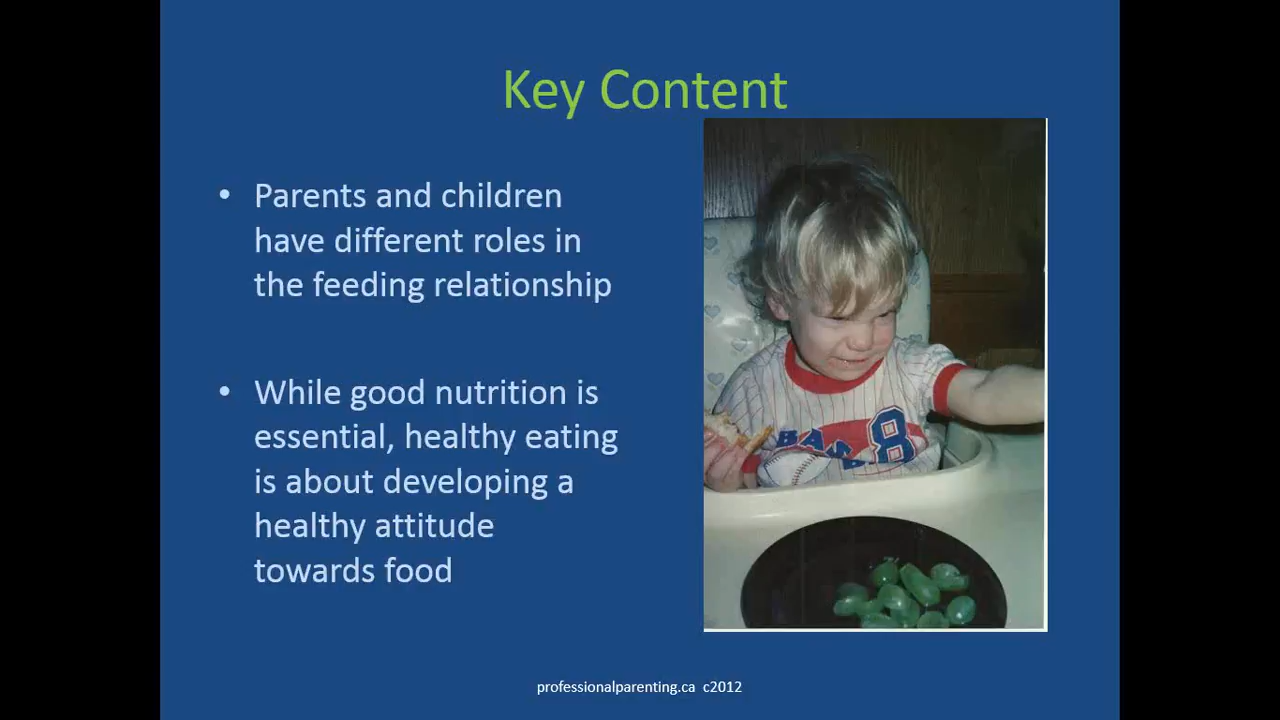 Key Content
• Parents and children
have different roles in
the feeding relationship
• While good nutrition is
essential, healthy eating
is about developing a
healthy attitude
towards food
8
professionalparenting.ca c2012